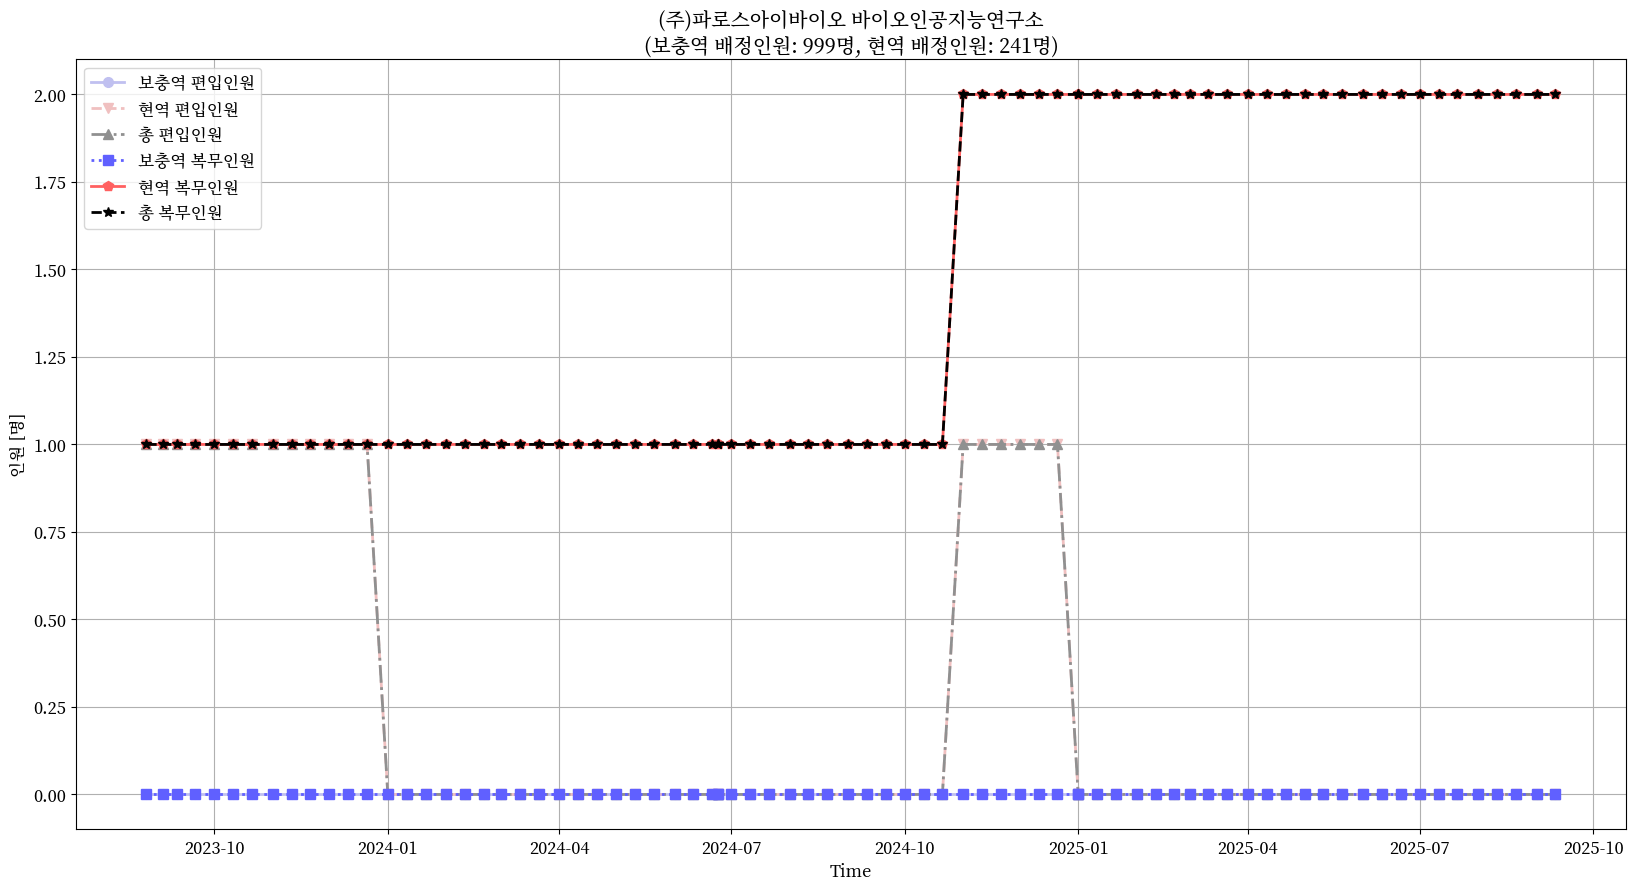 (주)파로스아이바이오 바이오인공지능연구소
(보충역 배정인원: 999명, 현역 배정인원: 241명)
보충역 편입인원
현역 편입인원
총 편입인원
보충역 복무인원
현역 복무인원
총 복무인원
2.00
1.75
1.50
1.25
1.00
0.75
0.50
0.25
0.00
인원 [명]
2023-10 2024-01 2024-04 2024-07 2024-10 2025-01 2025-04 2025-07 2025-10
Time